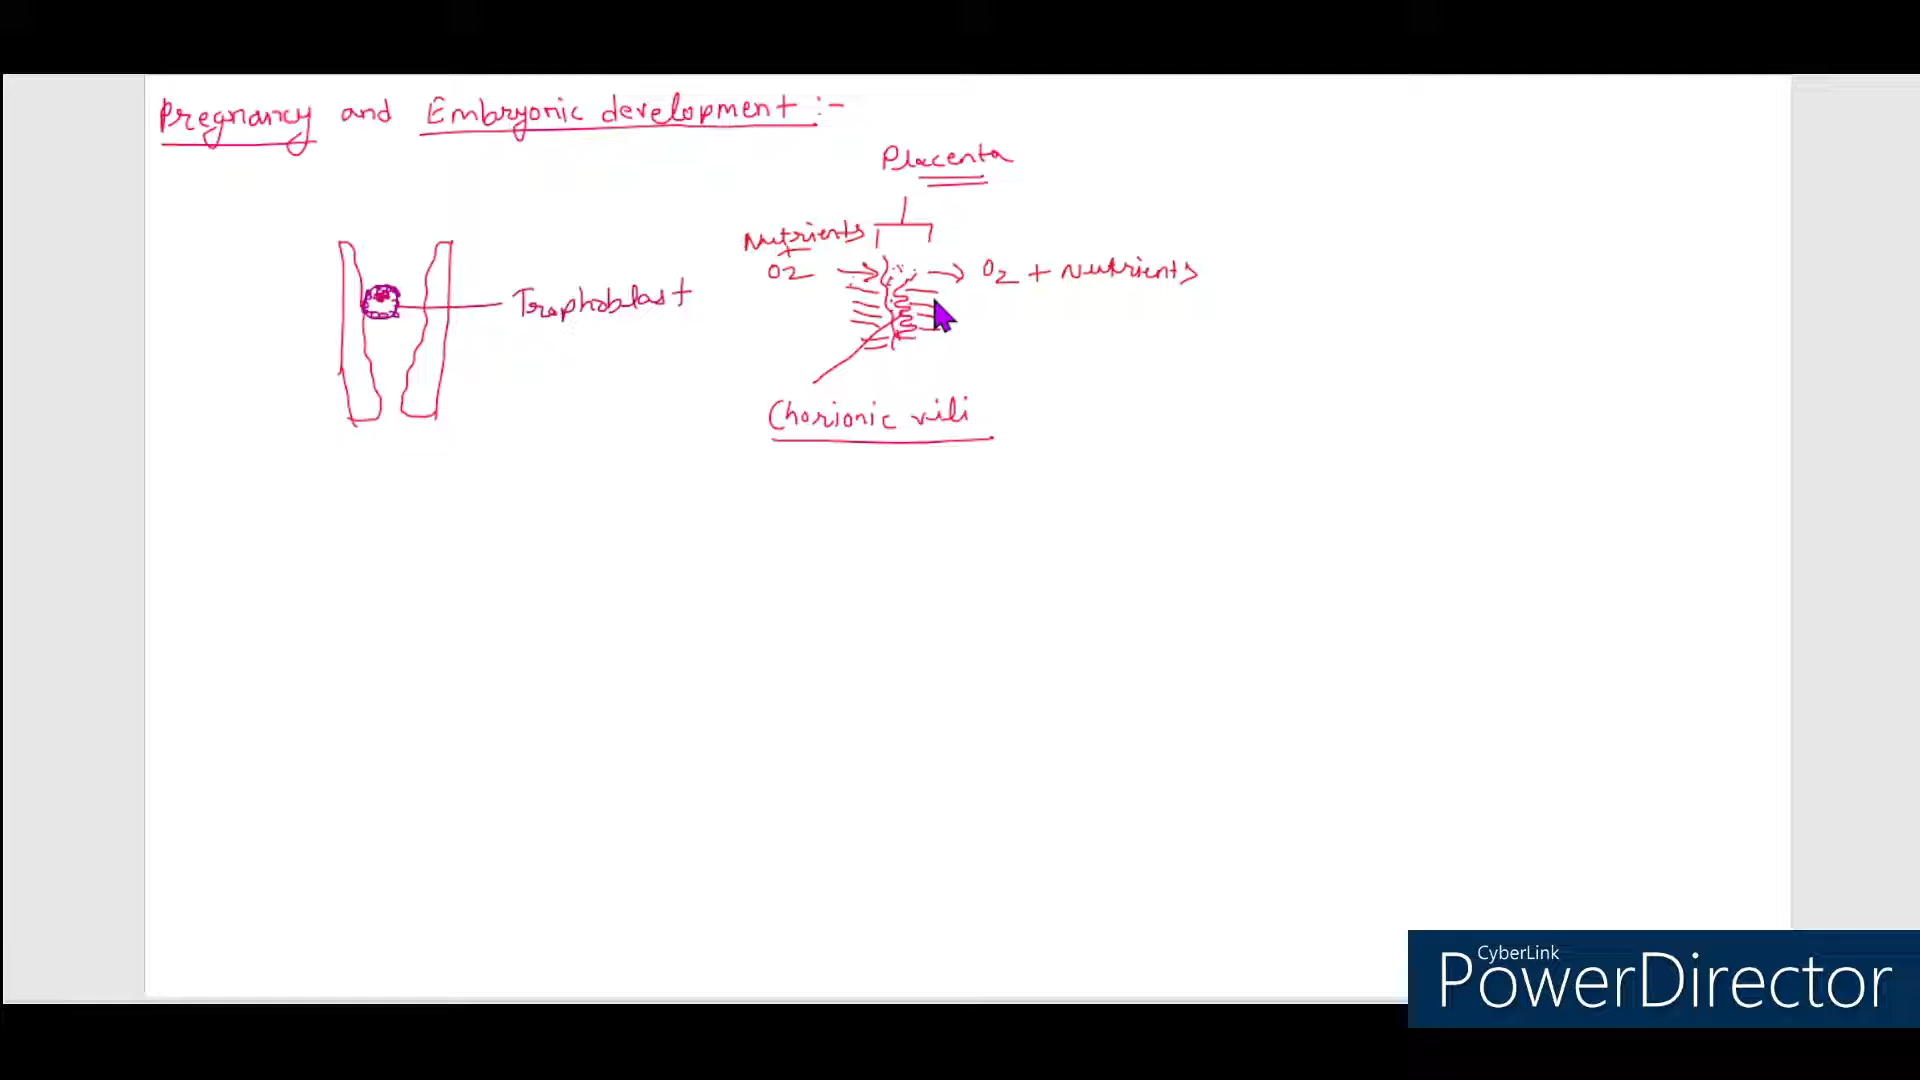 Pregnancy and Embryonic development :-
Placenta
Nutrients
+
O2 → → O2 + Nutrients
Trophoblast
Chorionic villi
CyberLink
PowerDirector